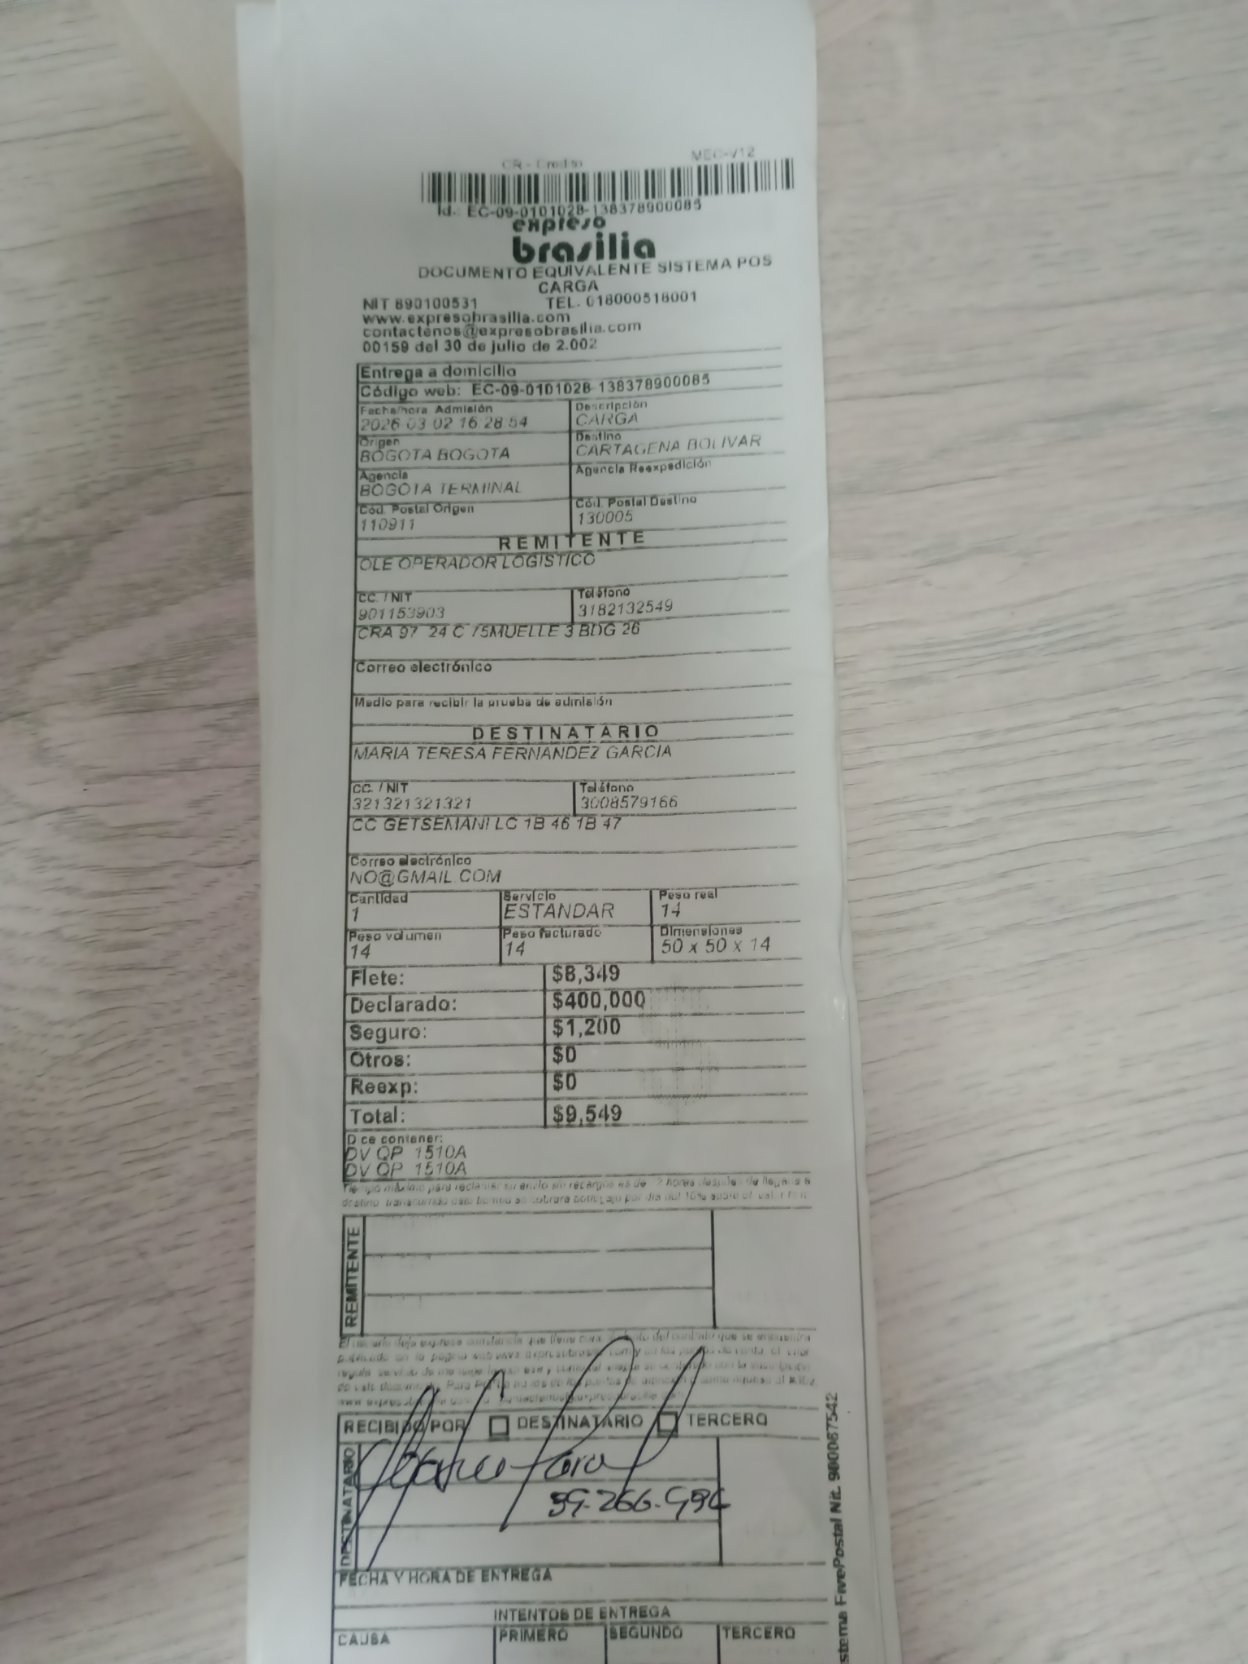 CR - Credito MEC-V12
Id.: EC-09-010102B-138378900085
expreso
brasilia
DOCUMENTO EQUIVALENTE SISTEMA POS
CARGA
NIT 890100531 TEL. 018000518001
www.expresobrasilia.com
contactenos@expresobrasilia.com
00159 del 30 de julio de 2.002
Entrega a domicilio
Código web: EC-09-010102B-138378900085
Fecha/hora Admisión Descripción
2026 03 02 16:28:54 CARGA
Origen Destino
BOGOTA BOGOTA CARTAGENA BOLIVAR
Agencia Agencia Reexpedición
BOGOTA TERMINAL
Cód. Postal Origen Cód. Postal Destino
110911 130005
REMITENTE
OLE OPERADOR LOGISTICO
CC. / NIT Teléfono
901153903 3182132549
CRA 97 24 C 75MUELLE 3 BDG 26
Correo electrónico
Medio para recibir la prueba de admisión
DESTINATARIO
MARIA TERESA FERNANDEZ GARCIA
CC. / NIT Teléfono
321321321321 3008579166
CC GETSEMANI LC 1B 46 1B 47
Correo electrónico
NO@GMAIL.COM
Cantidad Servicio Peso real
1 ESTANDAR 14
Peso volumen Peso facturado Dimensiones
14 14 50 x 50 x 14
Flete: $8,349
Declarado: $400,000
Seguro: $1,200
Otros: $0
Reexp: $0
Total: $9,549
Dice contener:
DV QP 1510A
DV QP 1510A
REMITENTE
RECIBIDO POR DESTINATARIO TERCERO
DESTINATARIO
FECHA Y HORA DE ENTREGA
INTENTOS DE ENTREGA
CAUSA PRIMERO SEGUNDO TERCERO
stema FivePostal Nit. 900067542